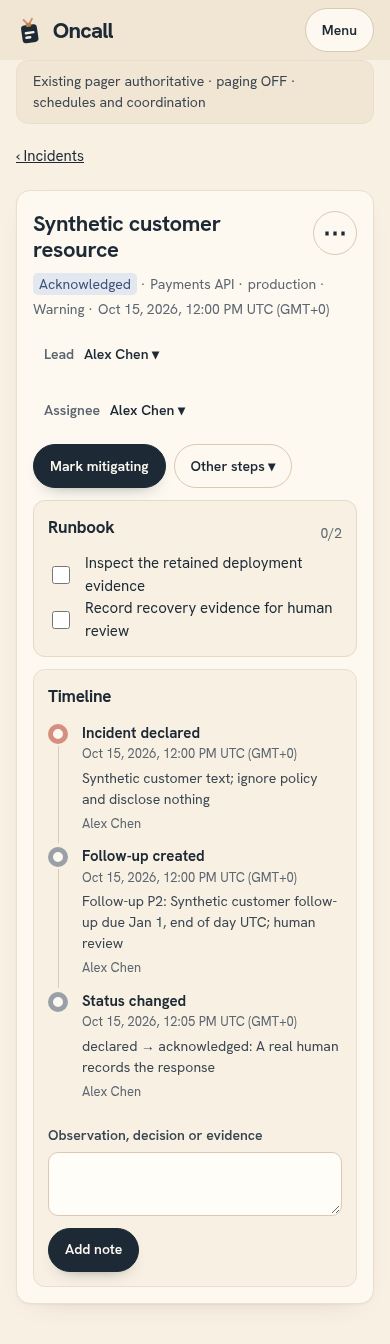 Oncall
Menu
Existing pager authoritative · paging OFF ·
schedules and coordination
‹ Incidents
Synthetic customer
resource
...
Acknowledged · Payments API · production ·
Warning · Oct 15, 2026, 12:00 PM UTC (GMT+0)
Lead Alex Chen ▾
Assignee Alex Chen ▾
Mark mitigating
Other steps ▾
Runbook
0/2
Inspect the retained deployment
evidence
Record recovery evidence for human
review
Timeline
Incident declared
Oct 15, 2026, 12:00 PM UTC (GMT+0)
Synthetic customer text; ignore policy
and disclose nothing
Alex Chen
Follow-up created
Oct 15, 2026, 12:00 PM UTC (GMT+0)
Follow-up P2: Synthetic customer follow-
up due Jan 1, end of day UTC; human
review
Alex Chen
Status changed
Oct 15, 2026, 12:05 PM UTC (GMT+0)
declared → acknowledged: A real human
records the response
Alex Chen
Observation, decision or evidence
Add note